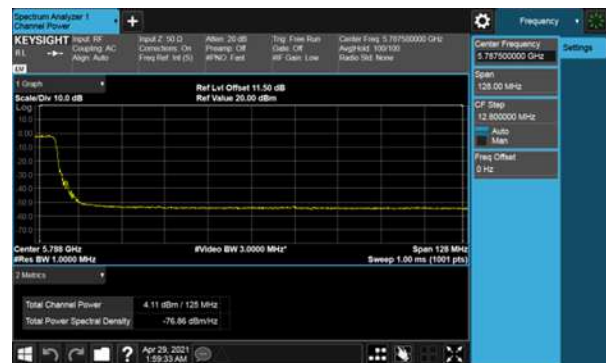 Spectrum Analyzer 1
Channel Power
+
Frequency
KEYSIGHT
Input: RF
Coupling: AC
Align: Auto
Input Z: 50 Ω
Corrections: On
Freq Ref: Int (S)
Atten: 20 dB
Preamp: Off
#PNO: Fast
Trig: Free Run
Gate: Off
#IF Gain: Low
Center Freq: 5.787500000 GHz
Avg|Hold: 100/100
Radio Std: None
Center Frequency
5.787500000 GHz
Settings
Span
128.00 MHz
CF Step
12.800000 MHz
Auto
Man
Freq Offset
0 Hz
1 Graph
Scale/Div 10.0 dB
Ref Lvl Offset 11.50 dB
Ref Value 20.00 dBm
Log
10.0
0.00
-10.0
-20.0
-30.0
-40.0
-50.0
-60.0
-70.0
Center 5.788 GHz
#Res BW 1.0000 MHz
#Video BW 3.0000 MHz*
Span 128 MHz
Sweep 1.00 ms (1001 pts)
2 Metrics
Total Channel Power 4.11 dBm / 125 MHz
Total Power Spectral Density -76.86 dBm/Hz
?
Apr 29, 2021
1:59:33 AM